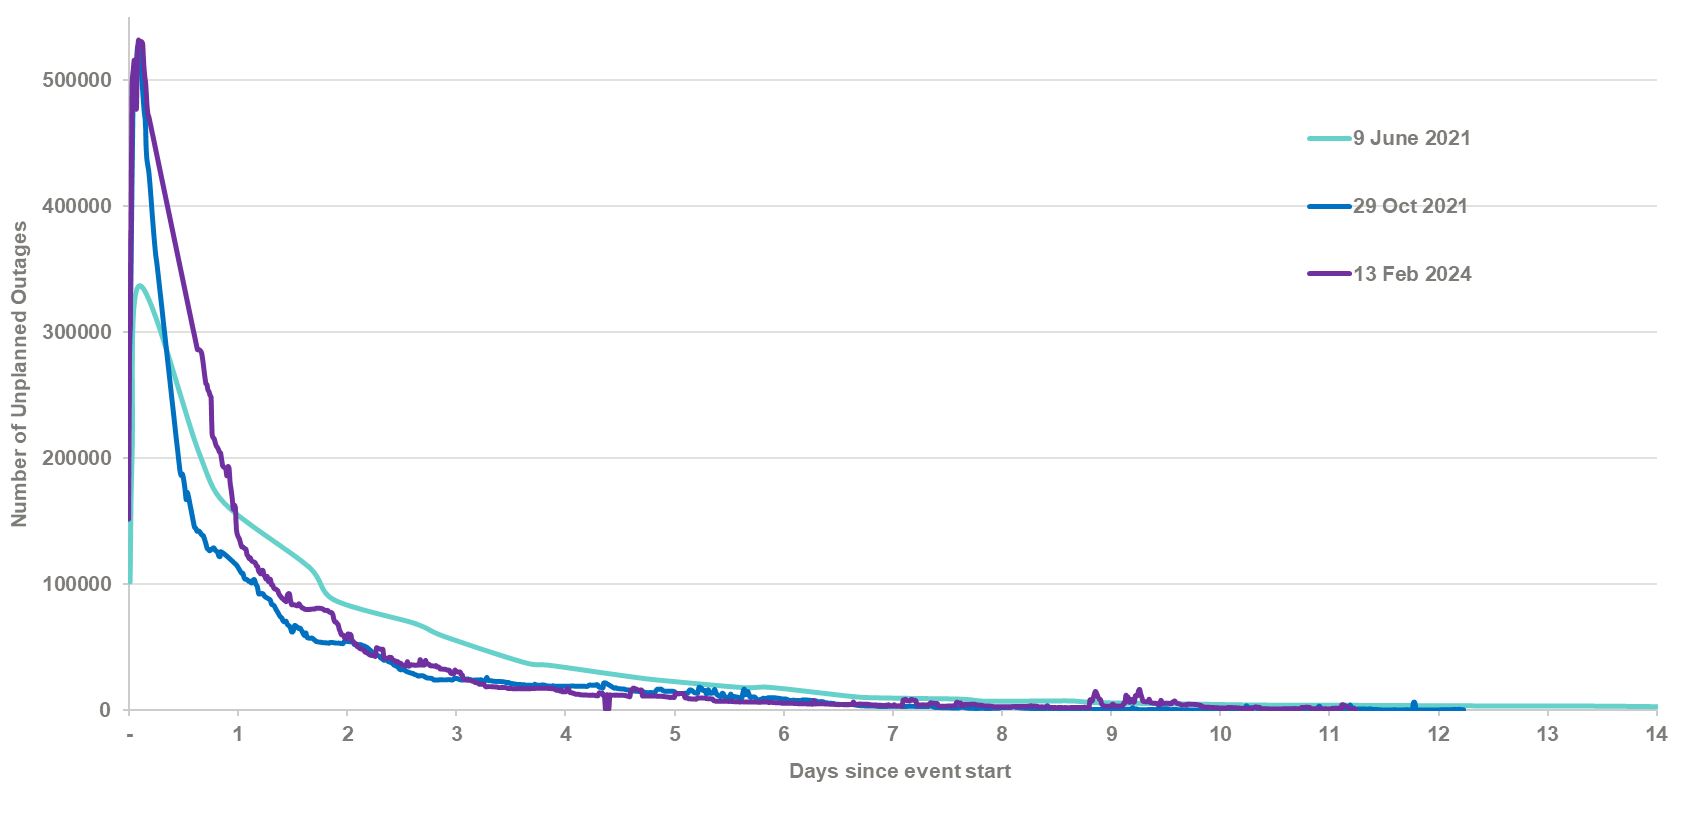 500000
400000
300000
200000
100000
0
Number of Unplanned Outages
9 June 2021
29 Oct 2021
13 Feb 2024
- 1 2 3 4 5 6 7 8 9 10 11 12 13 14
Days since event start